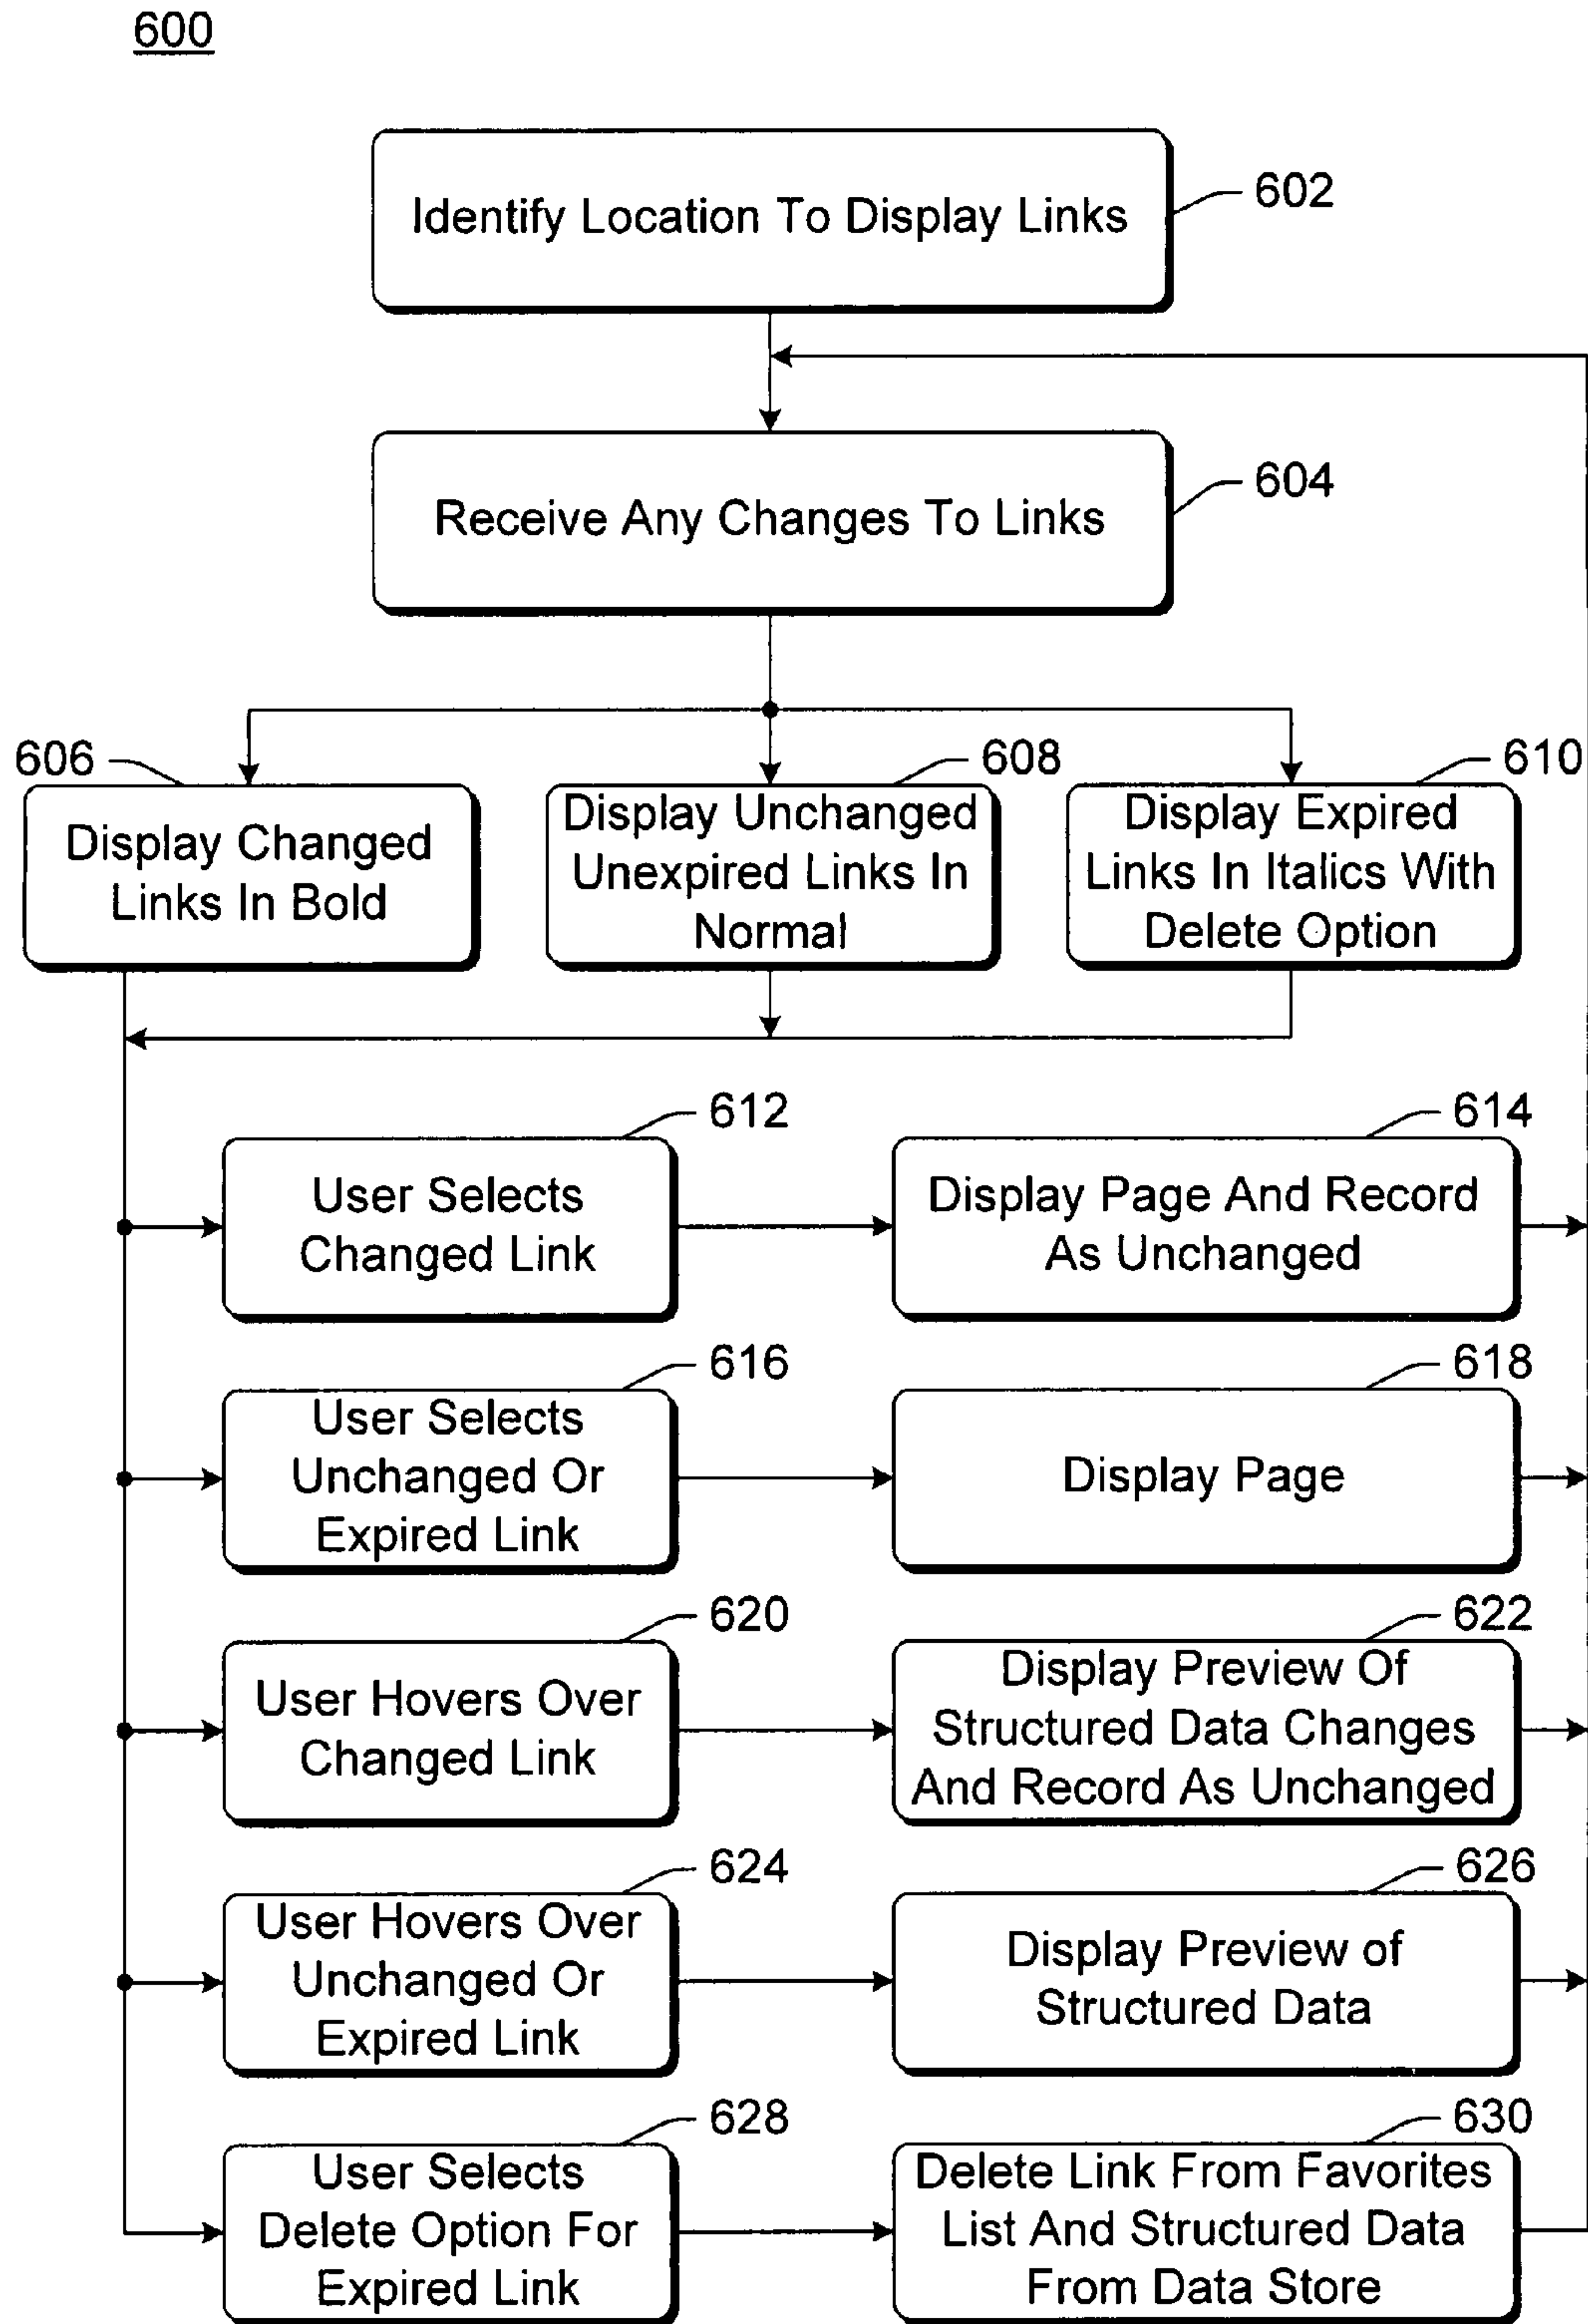 600
Identify Location To Display Links
602
Receive Any Changes To Links
604
606
Display Changed
Links In Bold
608
Display Unchanged
Unexpired Links In
Normal
610
Display Expired
Links In Italics With
Delete Option
612
User Selects
Changed Link
614
Display Page And Record
As Unchanged
616
User Selects
Unchanged Or
Expired Link
618
Display Page
620
User Hovers Over
Changed Link
622
Display Preview Of
Structured Data Changes
And Record As Unchanged
624
User Hovers Over
Unchanged Or
Expired Link
626
Display Preview of
Structured Data
628
User Selects
Delete Option For
Expired Link
630
Delete Link From Favorites
List And Structured Data
From Data Store